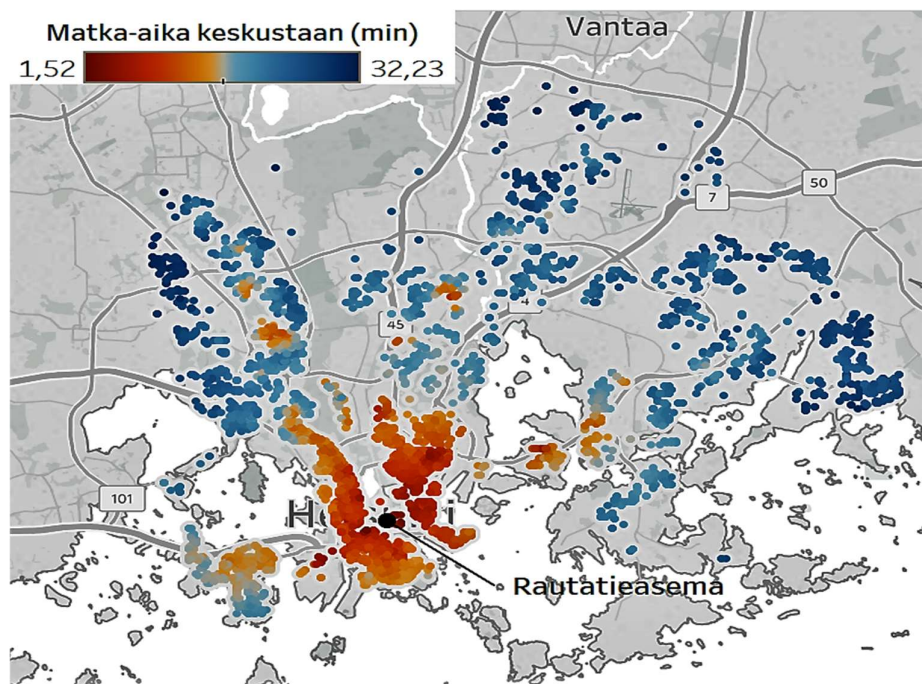 Matka-aika keskustaan (min)
1,52
32,23
Vantaa
50
7
4
45
101
H i
Rautatieasema